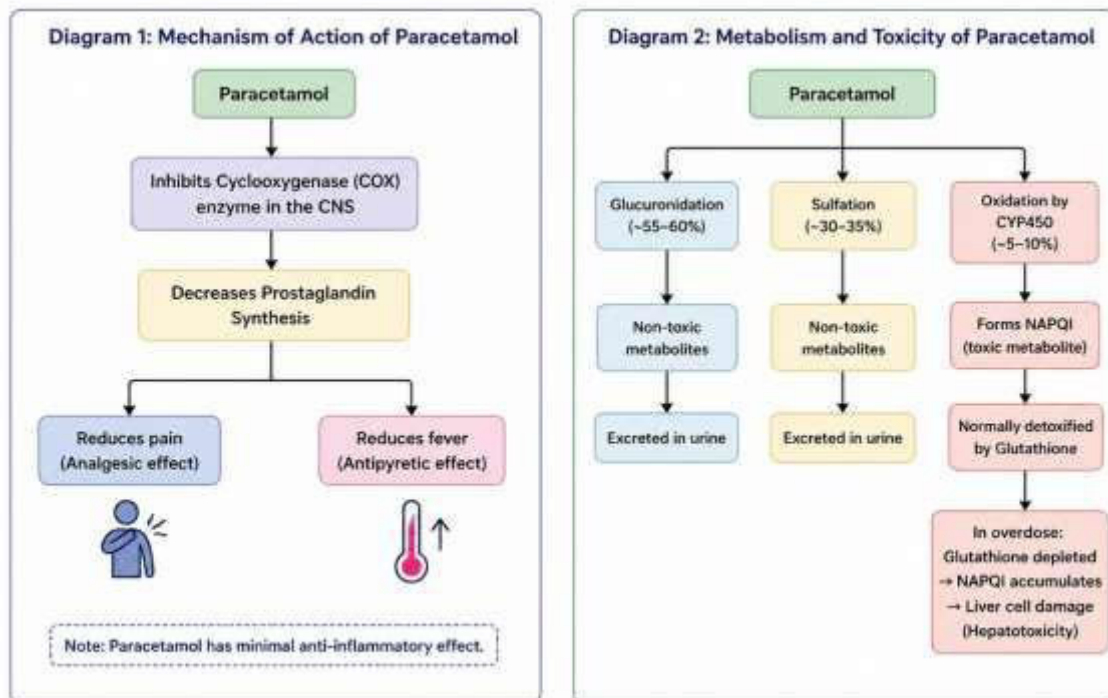 Diagram 1: Mechanism of Action of Paracetamol
Paracetamol
Inhibits Cyclooxygenase (COX)
enzyme in the CNS
Decreases Prostaglandin
Synthesis
Reduces pain
(Analgesic effect)
Reduces fever
(Antipyretic effect)
Note: Paracetamol has minimal anti-inflammatory effect.
Diagram 2: Metabolism and Toxicity of Paracetamol
Paracetamol
Glucuronidation
(~55–60%)
Non-toxic
metabolites
Excreted in urine
Sulfation
(~30–35%)
Non-toxic
metabolites
Excreted in urine
Oxidation by
CYP450
(~5–10%)
Forms NAPQI
(toxic metabolite)
Normally detoxified
by Glutathione
In overdose:
Glutathione depleted
→ NAPQI accumulates
→ Liver cell damage
(Hepatotoxicity)